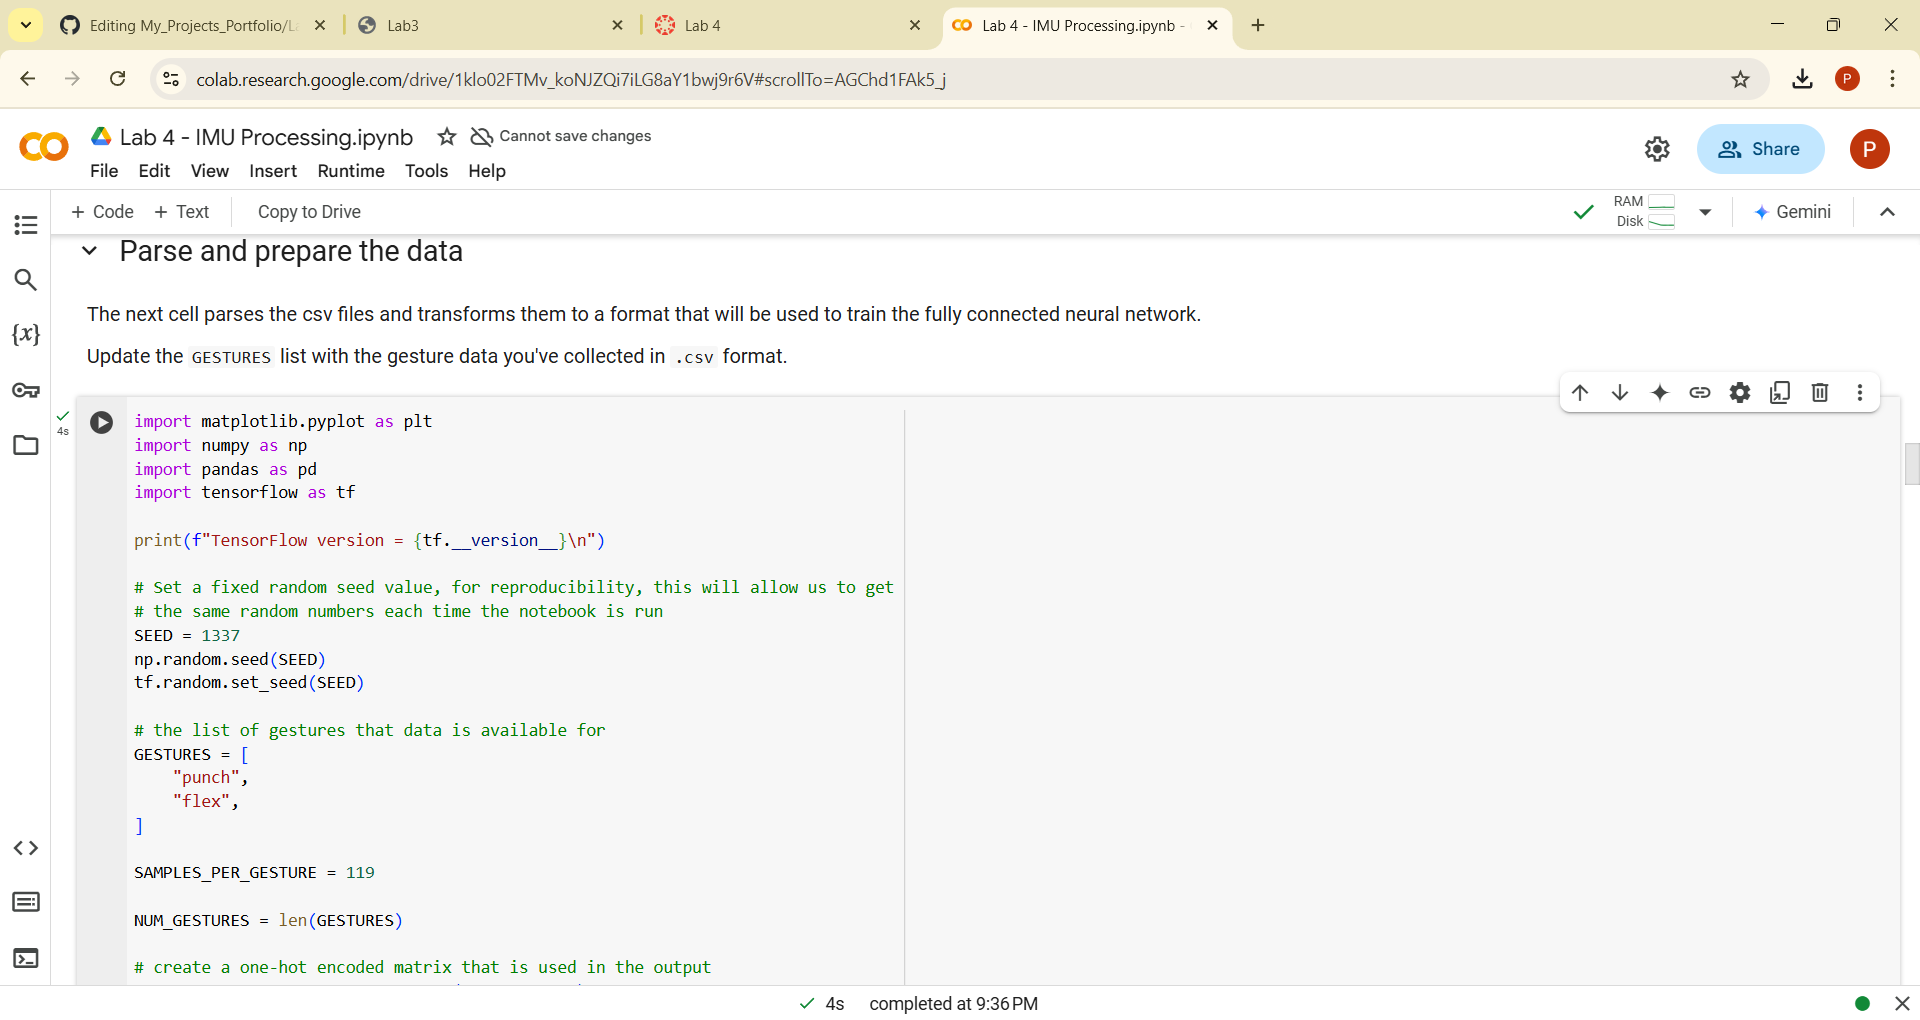 Editing My_Projects_Portfolio/La
Lab3
Lab 4
Lab 4 - IMU Processing.ipynb -
colab.research.google.com/drive/1klo02FTMv_koNJZQi7iLG8aY1bwj9r6V#scrollTo=AGChd1FAk5_j
P
Lab 4 - IMU Processing.ipynb
Cannot save changes
File Edit View Insert Runtime Tools Help
Share
P
+ Code + Text
Copy to Drive
RAM
Disk
Gemini
Parse and prepare the data
The next cell parses the csv files and transforms them to a format that will be used to train the fully connected neural network.
Update the GESTURES list with the gesture data you've collected in .csv format.
4s
import matplotlib.pyplot as plt
import numpy as np
import pandas as pd
import tensorflow as tf
print(f"TensorFlow version = {tf.__version__}\n")
# Set a fixed random seed value, for reproducibility, this will allow us to get
# the same random numbers each time the notebook is run
SEED = 1337
np.random.seed(SEED)
tf.random.set_seed(SEED)
# the list of gestures that data is available for
GESTURES = [
"punch",
"flex",
]
SAMPLES_PER_GESTURE = 119
NUM_GESTURES = len(GESTURES)
# create a one-hot encoded matrix that is used in the output
4s completed at 9:36 PM